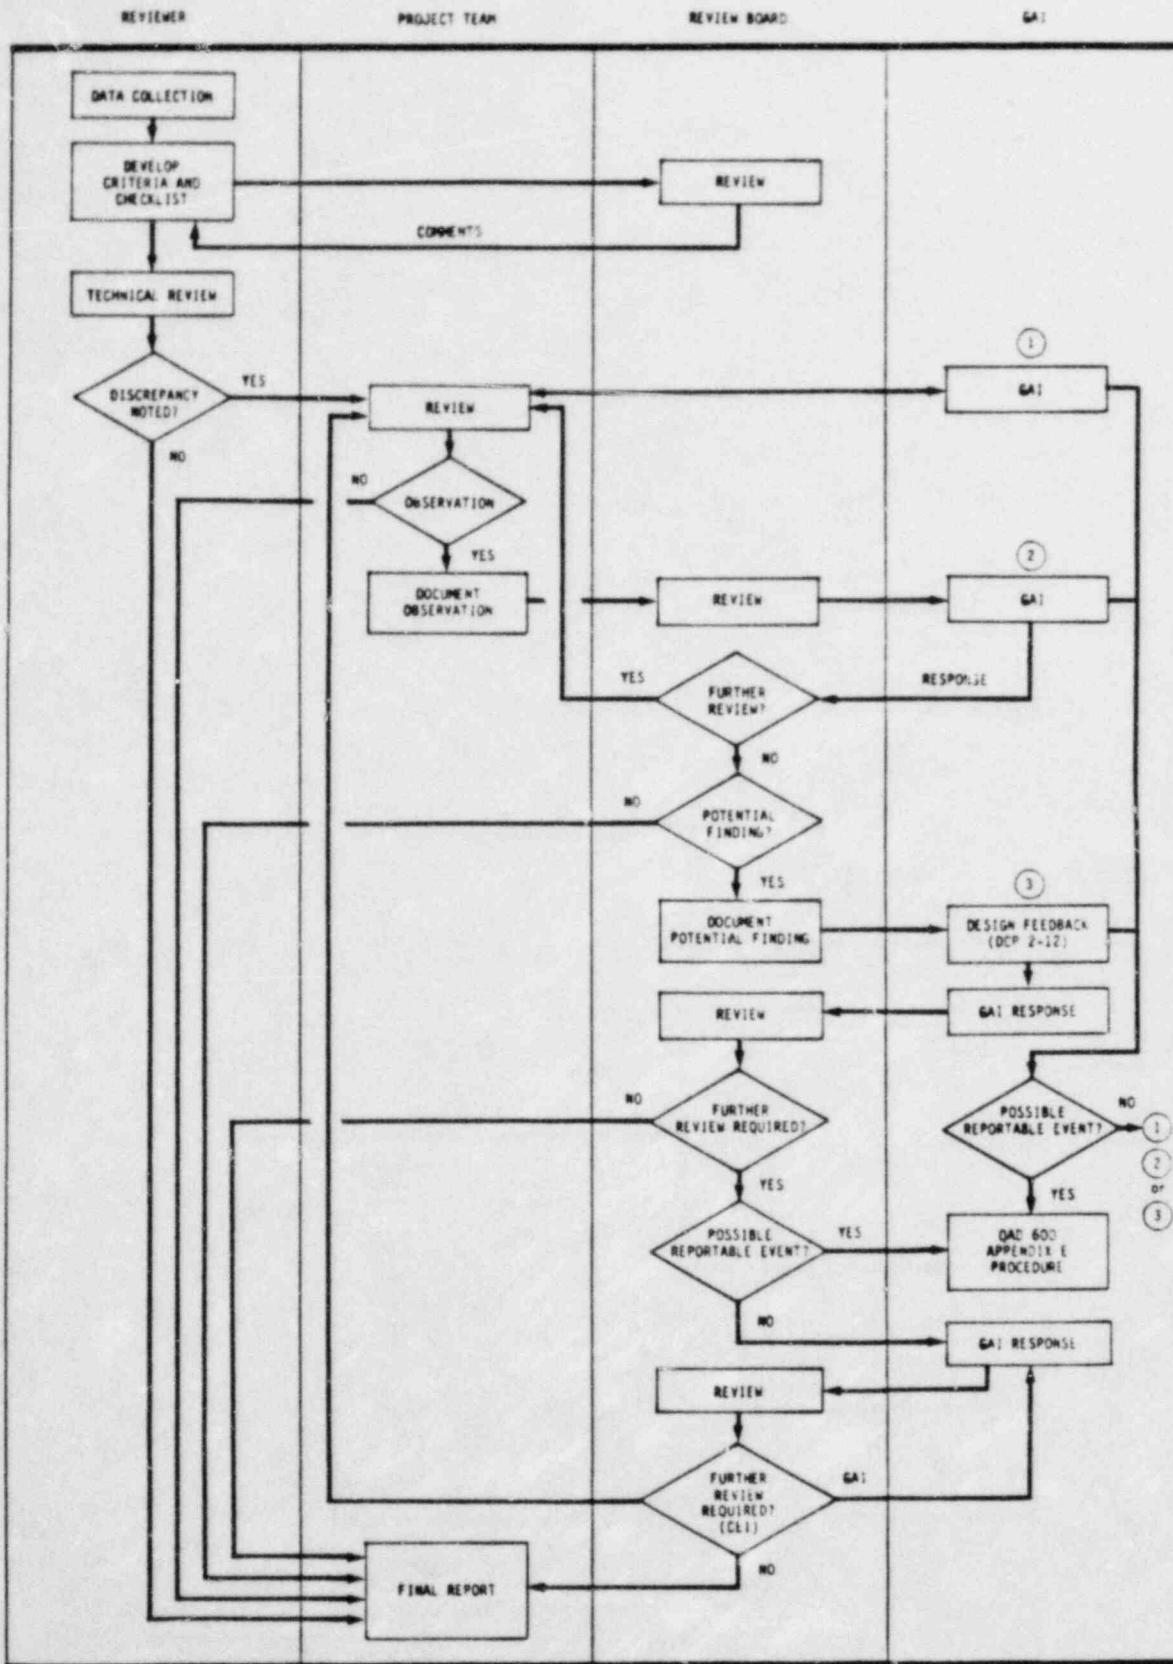 REVIEWER PROJECT TEAM REVIEW BOARD GAI
DATA COLLECTION
DEVELOP
CRITERIA AND
CHECKLIST
REVIEW
COMMENTS
TECHNICAL REVIEW
1
DISCREPANCY
NOTED?
YES
REVIEW
GAI
NO
NO
OBSERVATION
YES
2
DOCUMENT
OBSERVATION
REVIEW
GAI
YES
FURTHER
REVIEW?
RESPONSE
NO
NO
POTENTIAL
FINDING?
YES
3
DOCUMENT
POTENTIAL FINDING
DESIGN FEEDBACK
(DCP 2-12)
REVIEW
GAI RESPONSE
NO
FURTHER
REVIEW REQUIRED?
POSSIBLE
REPORTABLE EVENT?
NO
1
2
or
3
YES
YES
POSSIBLE
REPORTABLE EVENT?
YES
QAD 600
APPENDIX E
PROCEDURE
NO
GAI RESPONSE
REVIEW
FURTHER
REVIEW
REQUIRED?
(CEI)
GAI
NO
FINAL REPORT